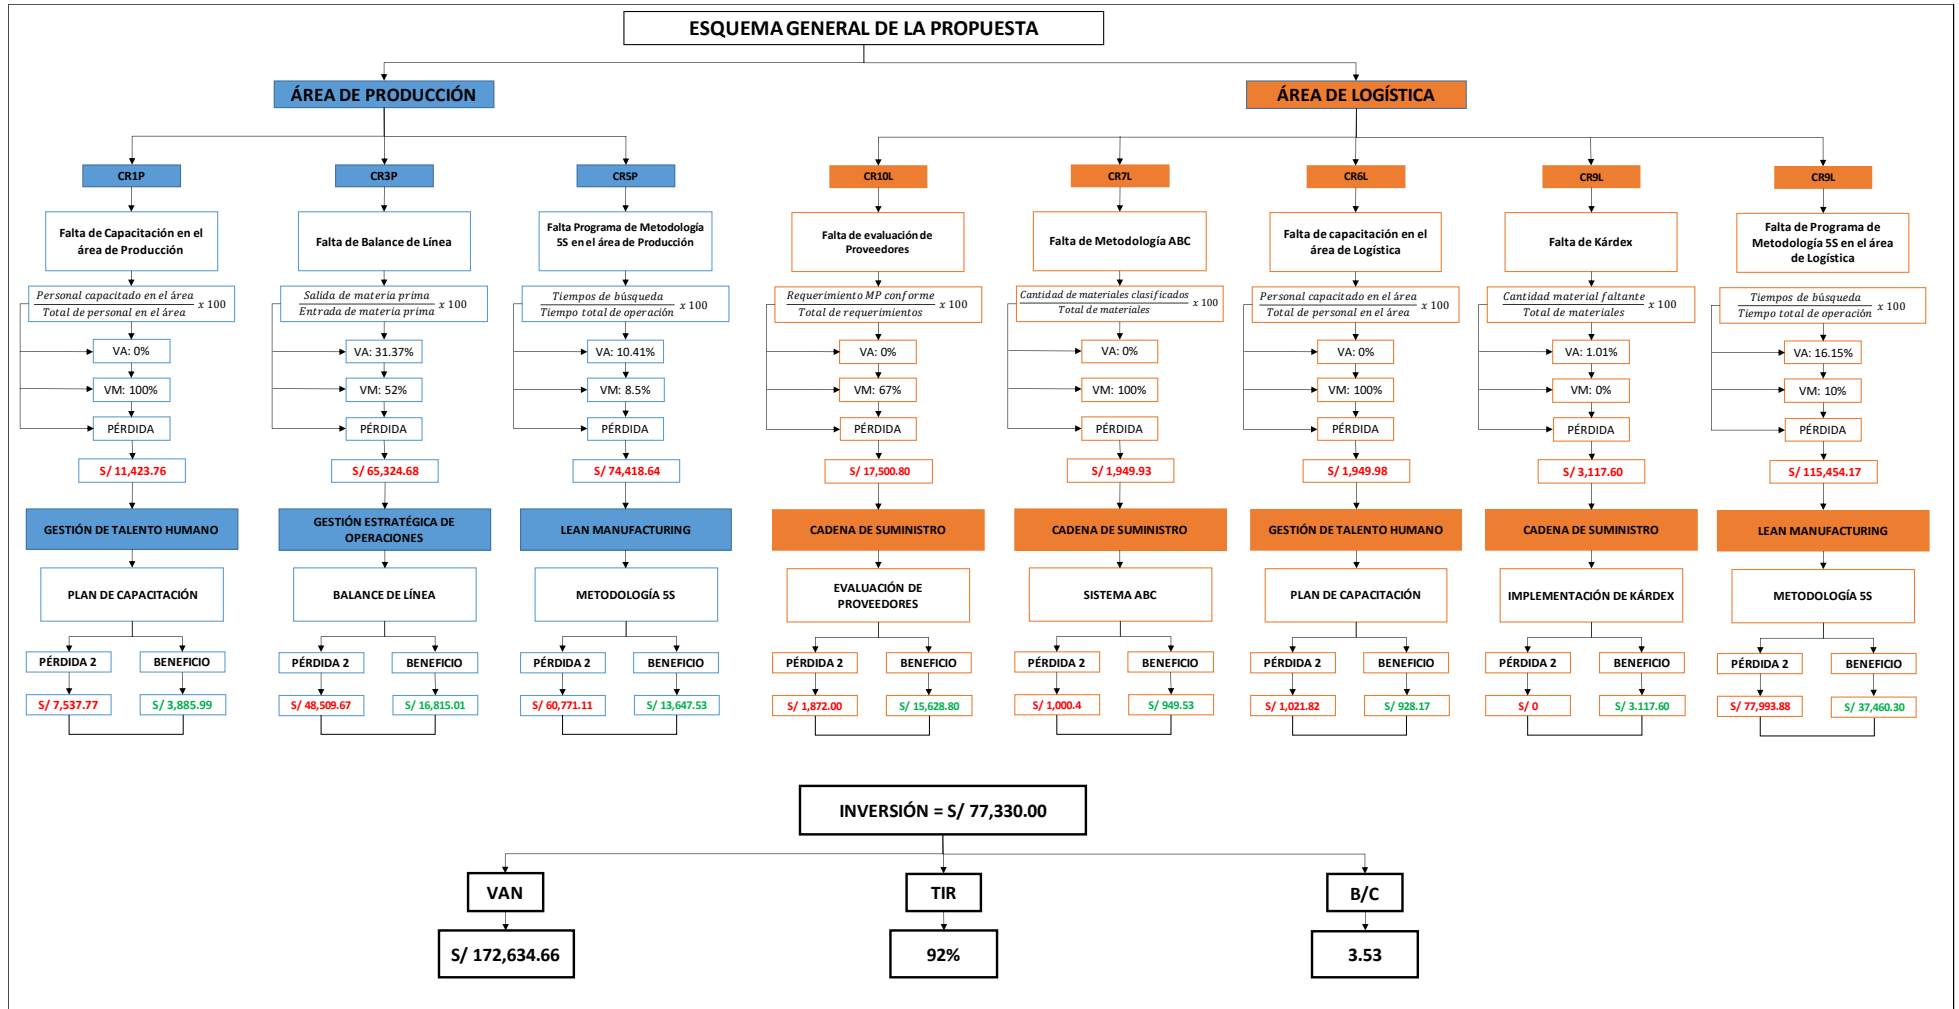 ESQUEMA GENERAL DE LA PROPUESTA
ÁREA DE PRODUCCIÓN
ÁREA DE LOGÍSTICA
CR1P
CR3P
CR5P
CR10L
CR7L
CR6L
CR9L
CR9L
Falta de Capacitación en el
área de Producción
Falta de Balance de Línea
Falta Programa de Metodología
5S en el área de Producción
Falta de evaluación de
Proveedores
Falta de Metodología ABC
Falta de capacitación en el
área de Logística
Falta de Kárdex
Falta de Programa de
Metodología 5S en el área
de Logística
Personal capacitado en el área
Total de personal en el área
x 100
Salida de materia prima
Entrada de materia prima
x 100
Tiempos de búsqueda
Tiempo total de operación
x 100
Requerimiento MP conforme
Total de requerimientos
x 100
Cantidad de materiales clasificados
Total de materiales
x 100
Personal capacitado en el área
Total de personal en el área
x 100
Cantidad material faltante
Total de materiales
x 100
Tiempos de búsqueda
Tiempo total de operación
x 100
VA: 0%
VA: 31.37%
VA: 10.41%
VA: 0%
VA: 0%
VA: 0%
VA: 1.01%
VA: 16.15%
VM: 100%
VM: 52%
VM: 8.5%
VM: 67%
VM: 100%
VM: 100%
VM: 0%
VM: 10%
PÉRDIDA
PÉRDIDA
PÉRDIDA
PÉRDIDA
PÉRDIDA
PÉRDIDA
PÉRDIDA
PÉRDIDA
S/ 11,423.76
S/ 65,324.68
S/ 74,418.64
S/ 17,500.80
S/ 1,949.93
S/ 1,949.98
S/ 3,117.60
S/ 115,454.17
GESTIÓN DE TALENTO HUMANO
GESTIÓN ESTRATÉGICA DE
OPERACIONES
LEAN MANUFACTURING
CADENA DE SUMINISTRO
CADENA DE SUMINISTRO
GESTIÓN DE TALENTO HUMANO
CADENA DE SUMINISTRO
LEAN MANUFACTURING
PLAN DE CAPACITACIÓN
BALANCE DE LÍNEA
METODOLOGÍA 5S
EVALUACIÓN DE
PROVEEDORES
SISTEMA ABC
PLAN DE CAPACITACIÓN
IMPLEMENTACIÓN DE KÁRDEX
METODOLOGÍA 5S
PÉRDIDA 2
BENEFICIO
PÉRDIDA 2
BENEFICIO
PÉRDIDA 2
BENEFICIO
PÉRDIDA 2
BENEFICIO
PÉRDIDA 2
BENEFICIO
PÉRDIDA 2
BENEFICIO
PÉRDIDA 2
BENEFICIO
PÉRDIDA 2
BENEFICIO
S/ 7,537.77
S/ 3,885.99
S/ 48,509.67
S/ 16,815.01
S/ 60,771.11
S/ 13,647.53
S/ 1,872.00
S/ 15,628.80
S/ 1,000.4
S/ 949.53
S/ 1,021.82
S/ 928.17
S/ 0
S/ 3.117.60
S/ 77,993.88
S/ 37,460.30
INVERSIÓN = S/ 77,330.00
VAN
TIR
B/C
S/ 172,634.66
92%
3.53